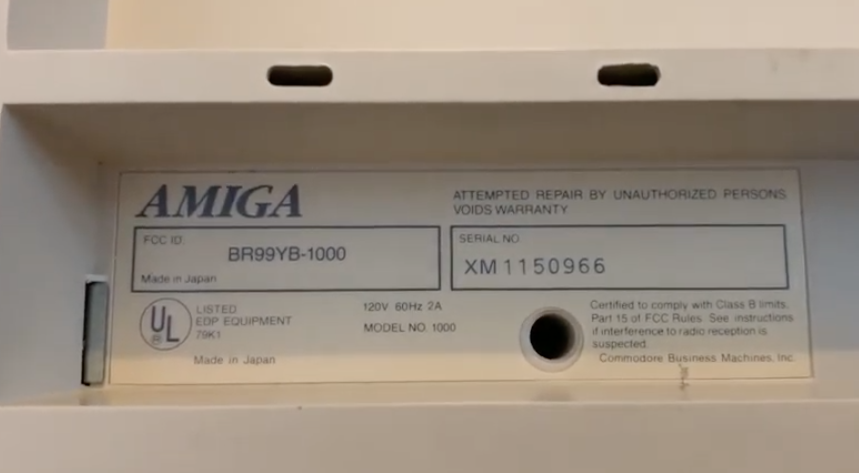 AMIGA
ATTEMPTED REPAIR BY UNAUTHORIZED PERSONS
VOIDS WARRANTY
FCC ID.
BR99YB-1000
Made in Japan
SERIAL NO.
XM1150966
UL
LISTED
EDP EQUIPMENT
79K1
Made in Japan
120V 60Hz 2A
MODEL NO. 1000
Certified to comply with Class B limits,
Part 15 of FCC Rules. See instructions
if interference to radio reception is
suspected.
Commodore Business Machines, Inc.